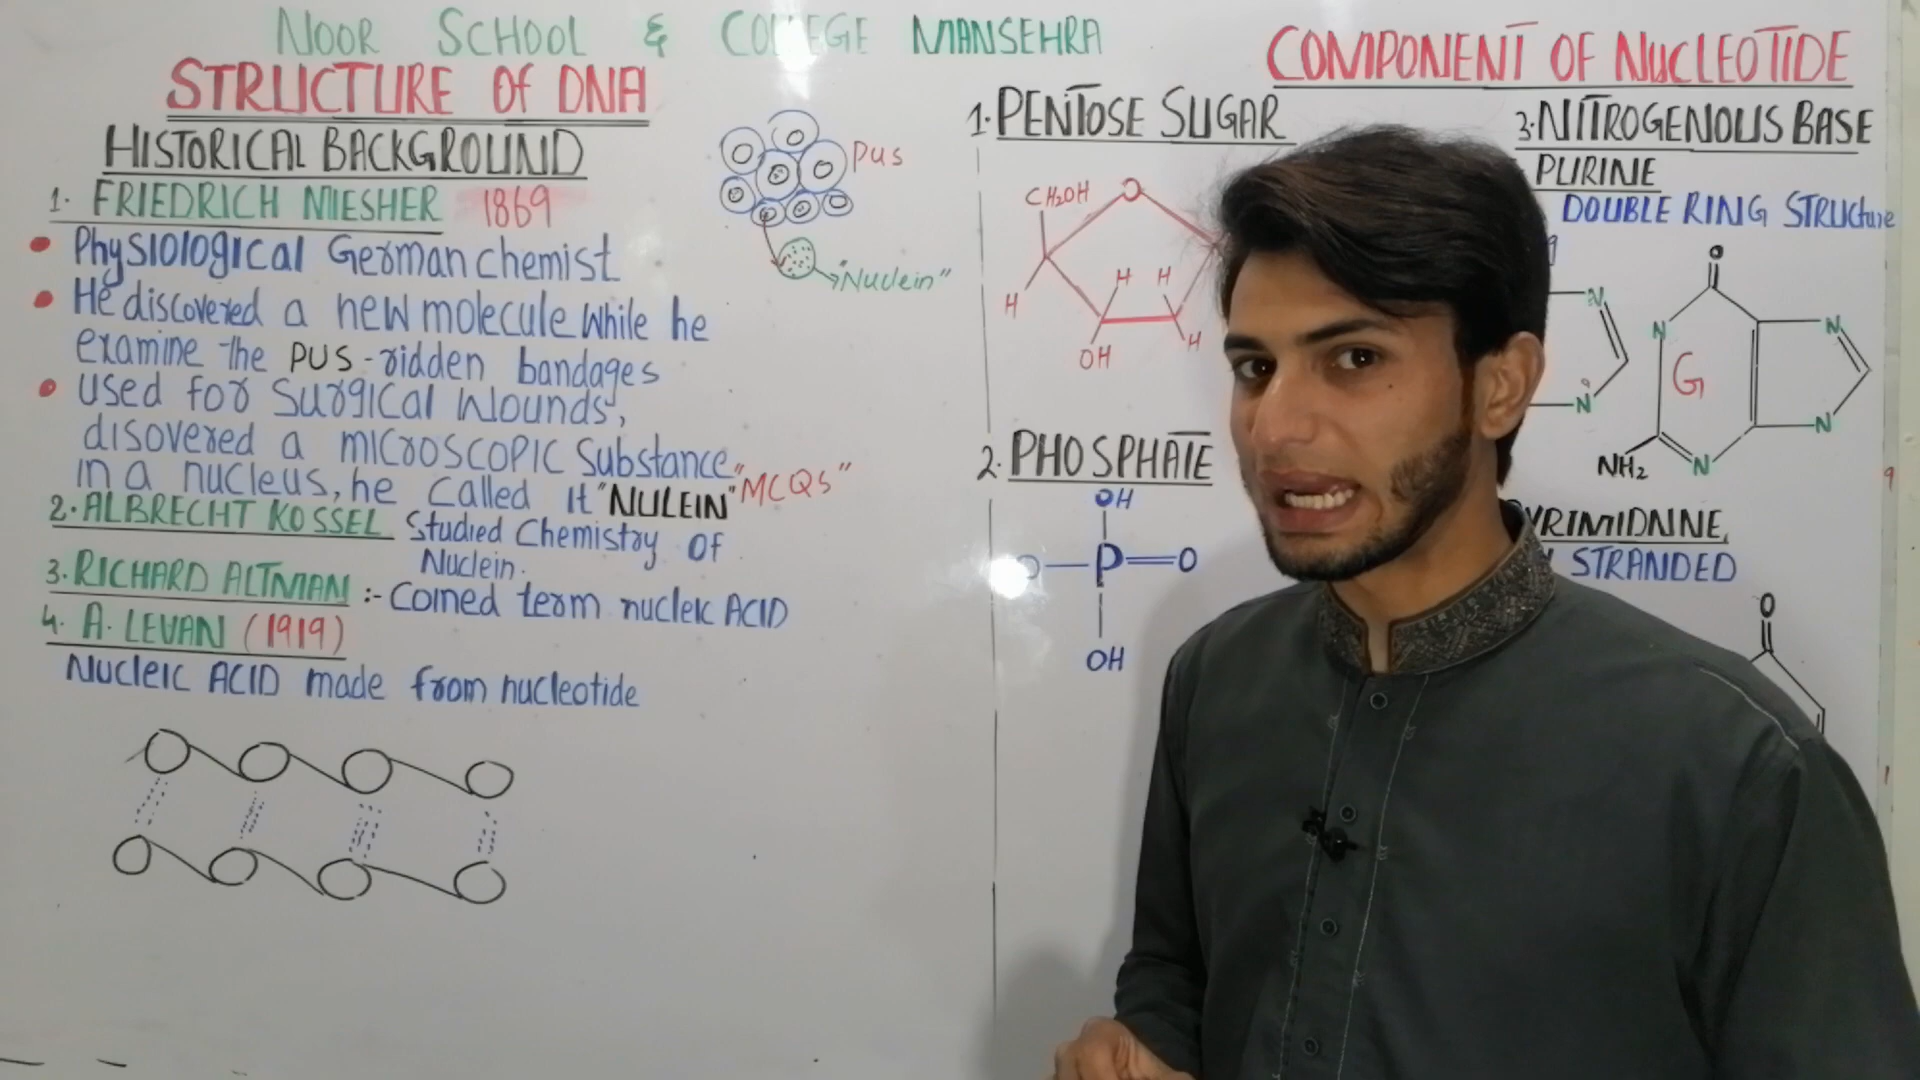 NOOR SCHOOL & COLLEGE MANSEHRA
STRUCTURE Of DNA
HISTORICAL BACKGROUND
1. FRIEDRICH MIESHER 1869
Physiological German chemist
He discovered a new molecule while he
examine the PUS-ridden bandages
used for surgical wounds,
disovered a microscopic substance
in a nucleus, he called it "NULEIN" "MCQs"
2. ALBRECHT KOSSEL Studied Chemistry of
Nuclein.
3. RICHARD ALTMAN :- Coined term nucleic ACID
4. A. LEVAN (1919)
Nucleic ACID made from nucleotide
Pus
"Nuclein"
COMPONENT OF NUCLEOTIDE
1. PENTOSE SUGAR
CH2OH O
H H
H
OH H
2. PHOSPHATE
OH
O P O
OH
3. NITROGENOUS BASE
PURINE
DOUBLE RING STRUCture
N
N
O
N N
G
NH2 N N
STRANDED
O